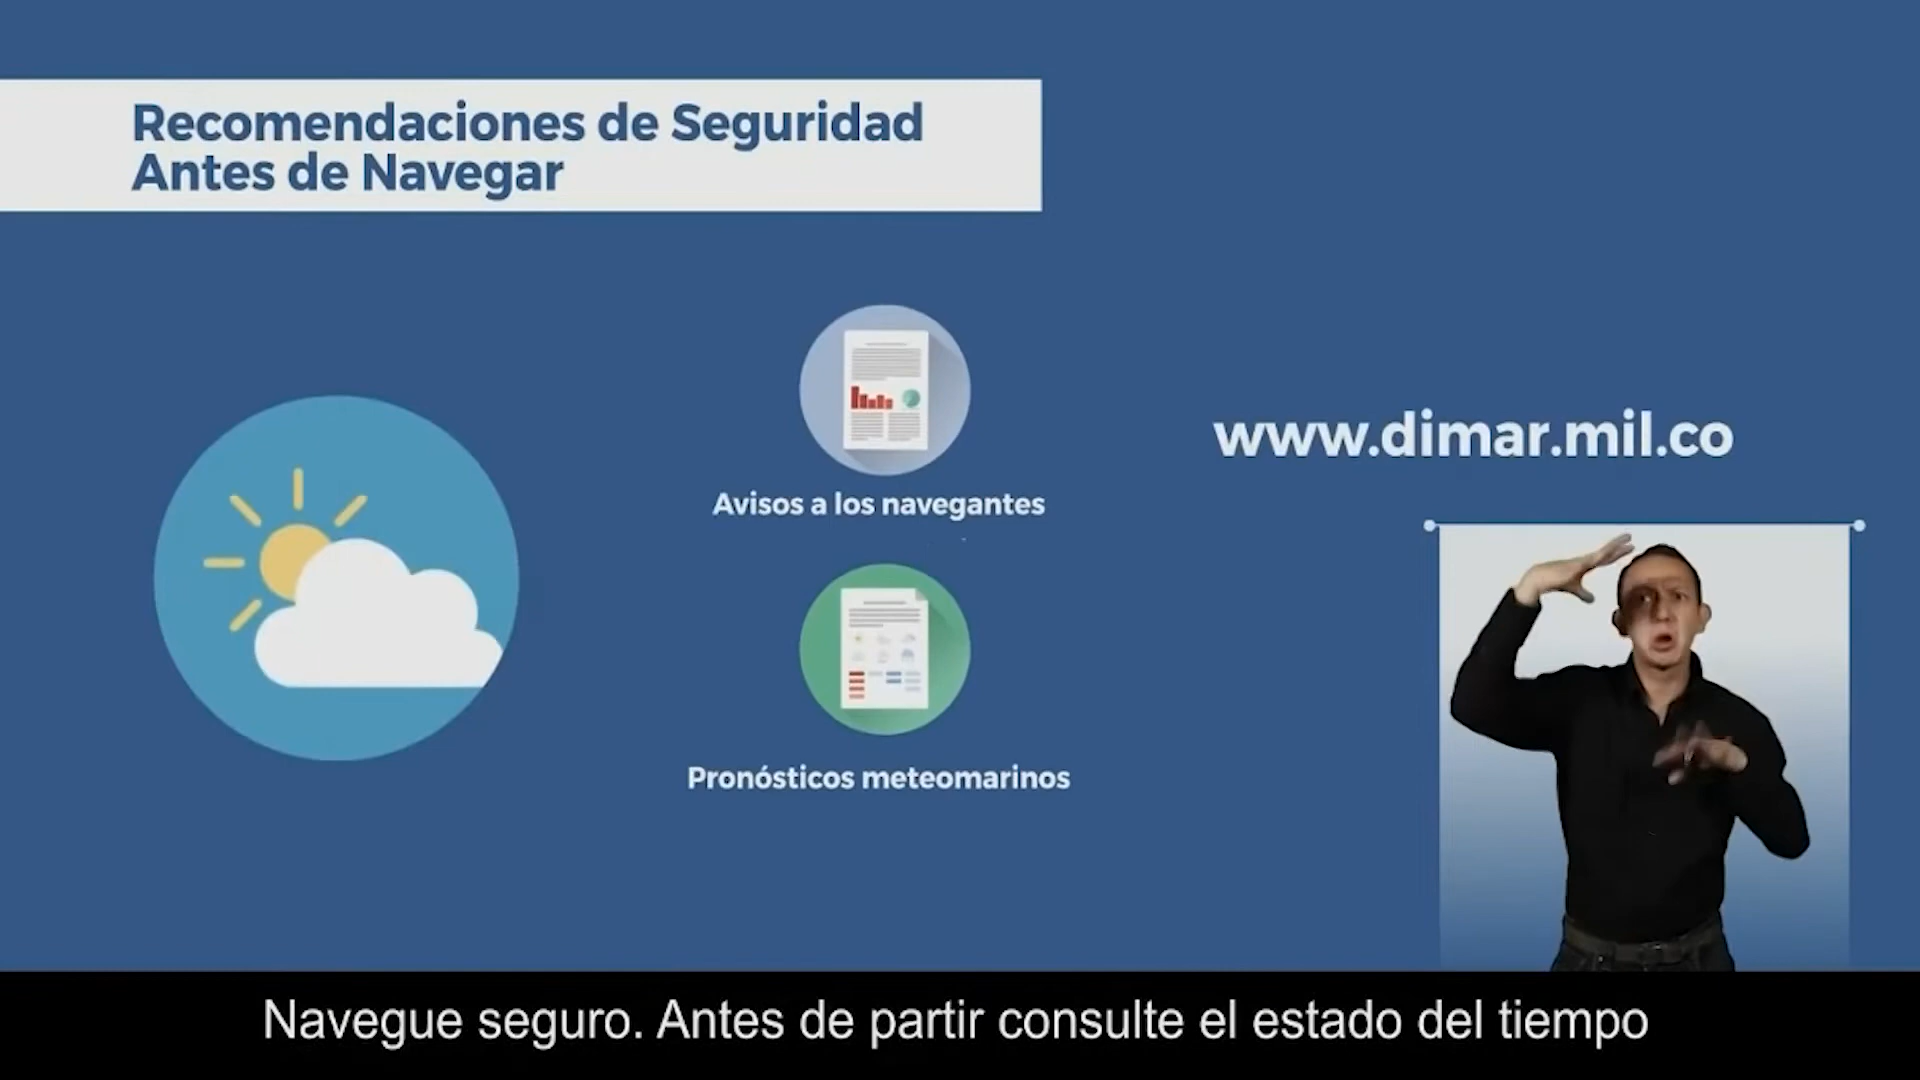 Recomendaciones de Seguridad
Antes de Navegar
Avisos a los navegantes
www.dimar.mil.co
Pronósticos meteomarinos
Navegue seguro. Antes de partir consulte el estado del tiempo